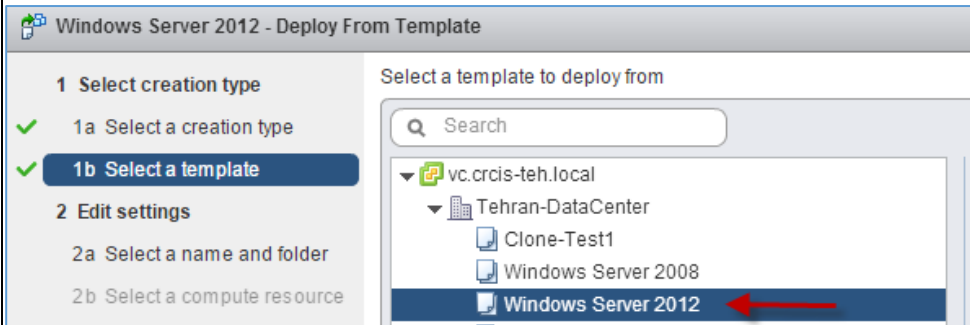 Windows Server 2012 - Deploy From Template
1 Select creation type
1a Select a creation type
1b Select a template
2 Edit settings
2a Select a name and folder
2b Select a compute resource
Select a template to deploy from
Search
vc.crcis-teh.local
Tehran-DataCenter
Clone-Test1
Windows Server 2008
Windows Server 2012